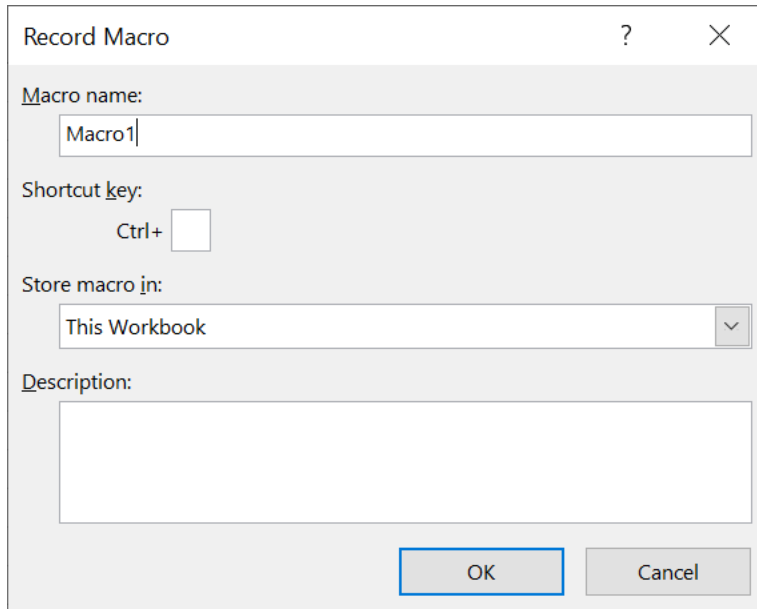 Record Macro ?
Macro name:
Macro1
Shortcut key:
Ctrl+
Store macro in:
This Workbook
Description:
OK Cancel